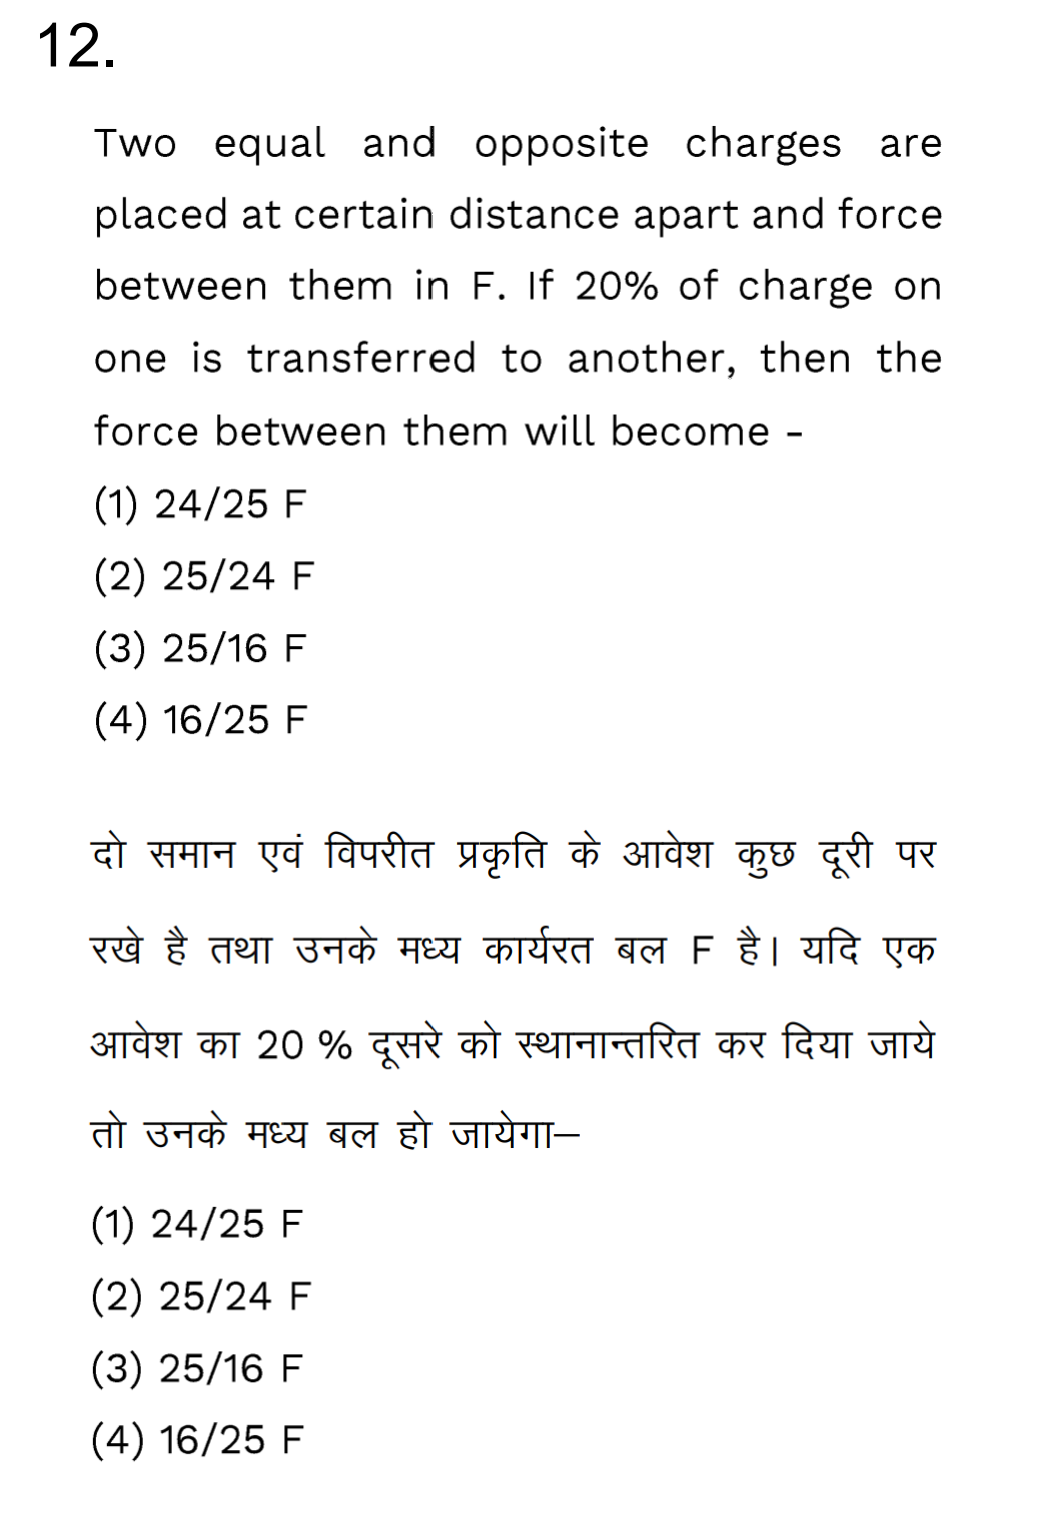 12.
Two equal and opposite charges are
placed at certain distance apart and force
between them in F. If 20% of charge on
one is transferred to another, then the
force between them will become -
(1) 24/25 F
(2) 25/24 F
(3) 25/16 F
(4) 16/25 F
दो समान एवं विपरीत प्रकृति के आवेश कुछ दूरी पर
रखे है तथा उनके मध्य कार्यरत बल F है। यदि एक
आवेश का 20 % दूसरे को स्थानान्तरित कर दिया जाये
तो उनके मध्य बल हो जायेगा–
(1) 24/25 F
(2) 25/24 F
(3) 25/16 F
(4) 16/25 F